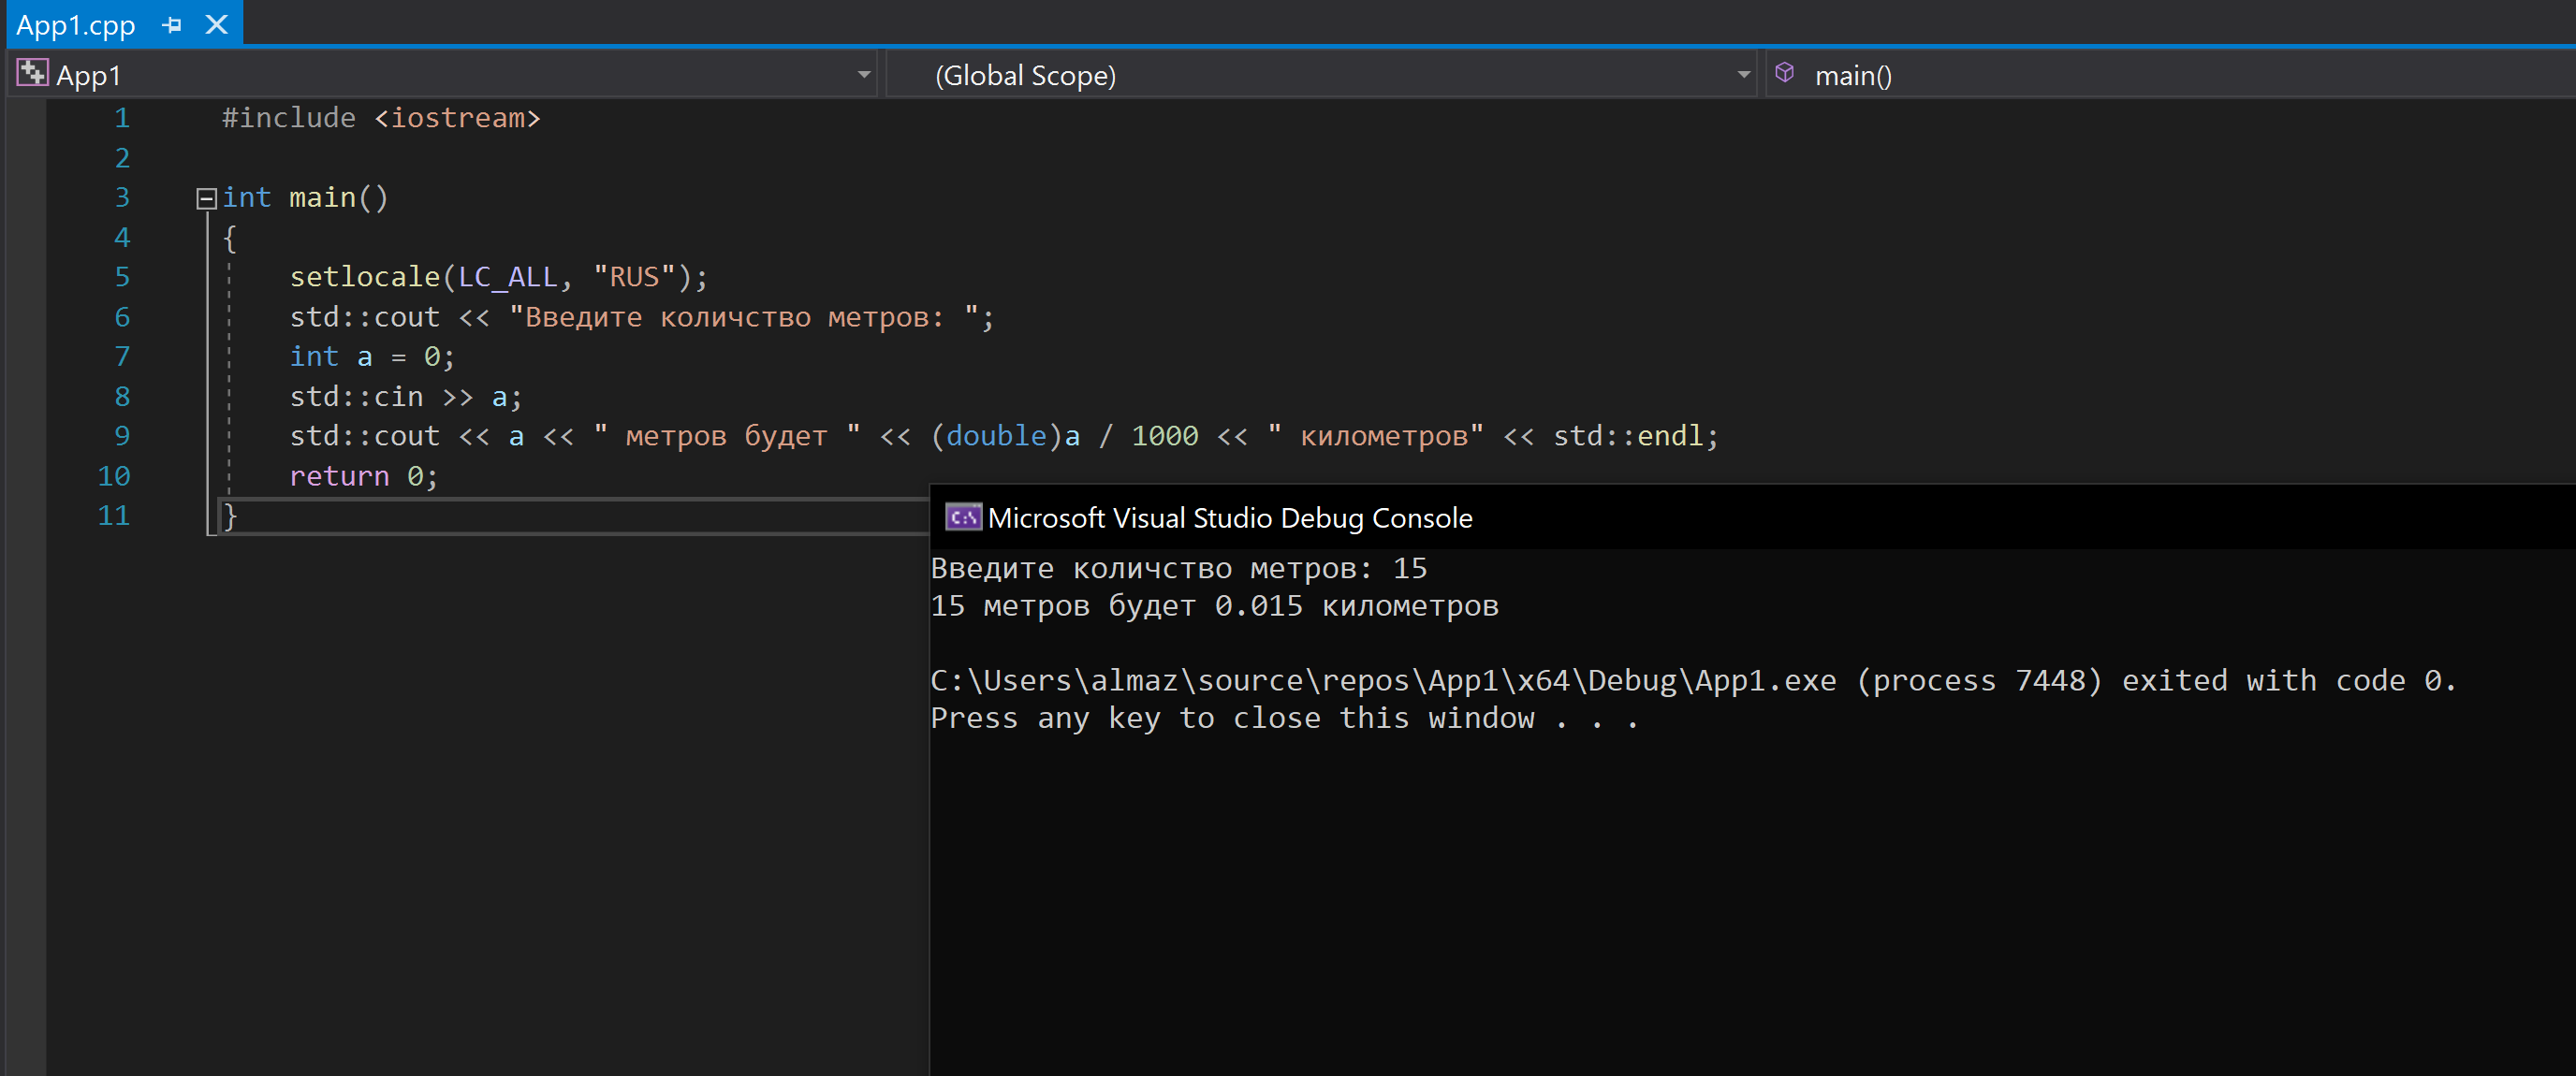 App1.cpp
App1 (Global Scope) main()
1 #include <iostream>
2
3 int main()
4 {
5 setlocale(LC_ALL, "RUS");
6 std::cout << "Введите количство метров: ";
7 int a = 0;
8 std::cin >> a;
9 std::cout << a << " метров будет " << (double)a / 1000 << " километров" << std::endl;
10 return 0;
11 }
C:\ Microsoft Visual Studio Debug Console
Введите количство метров: 15
15 метров будет 0.015 километров
C:\Users\almaz\source\repos\App1\x64\Debug\App1.exe (process 7448) exited with code 0.
Press any key to close this window . . .